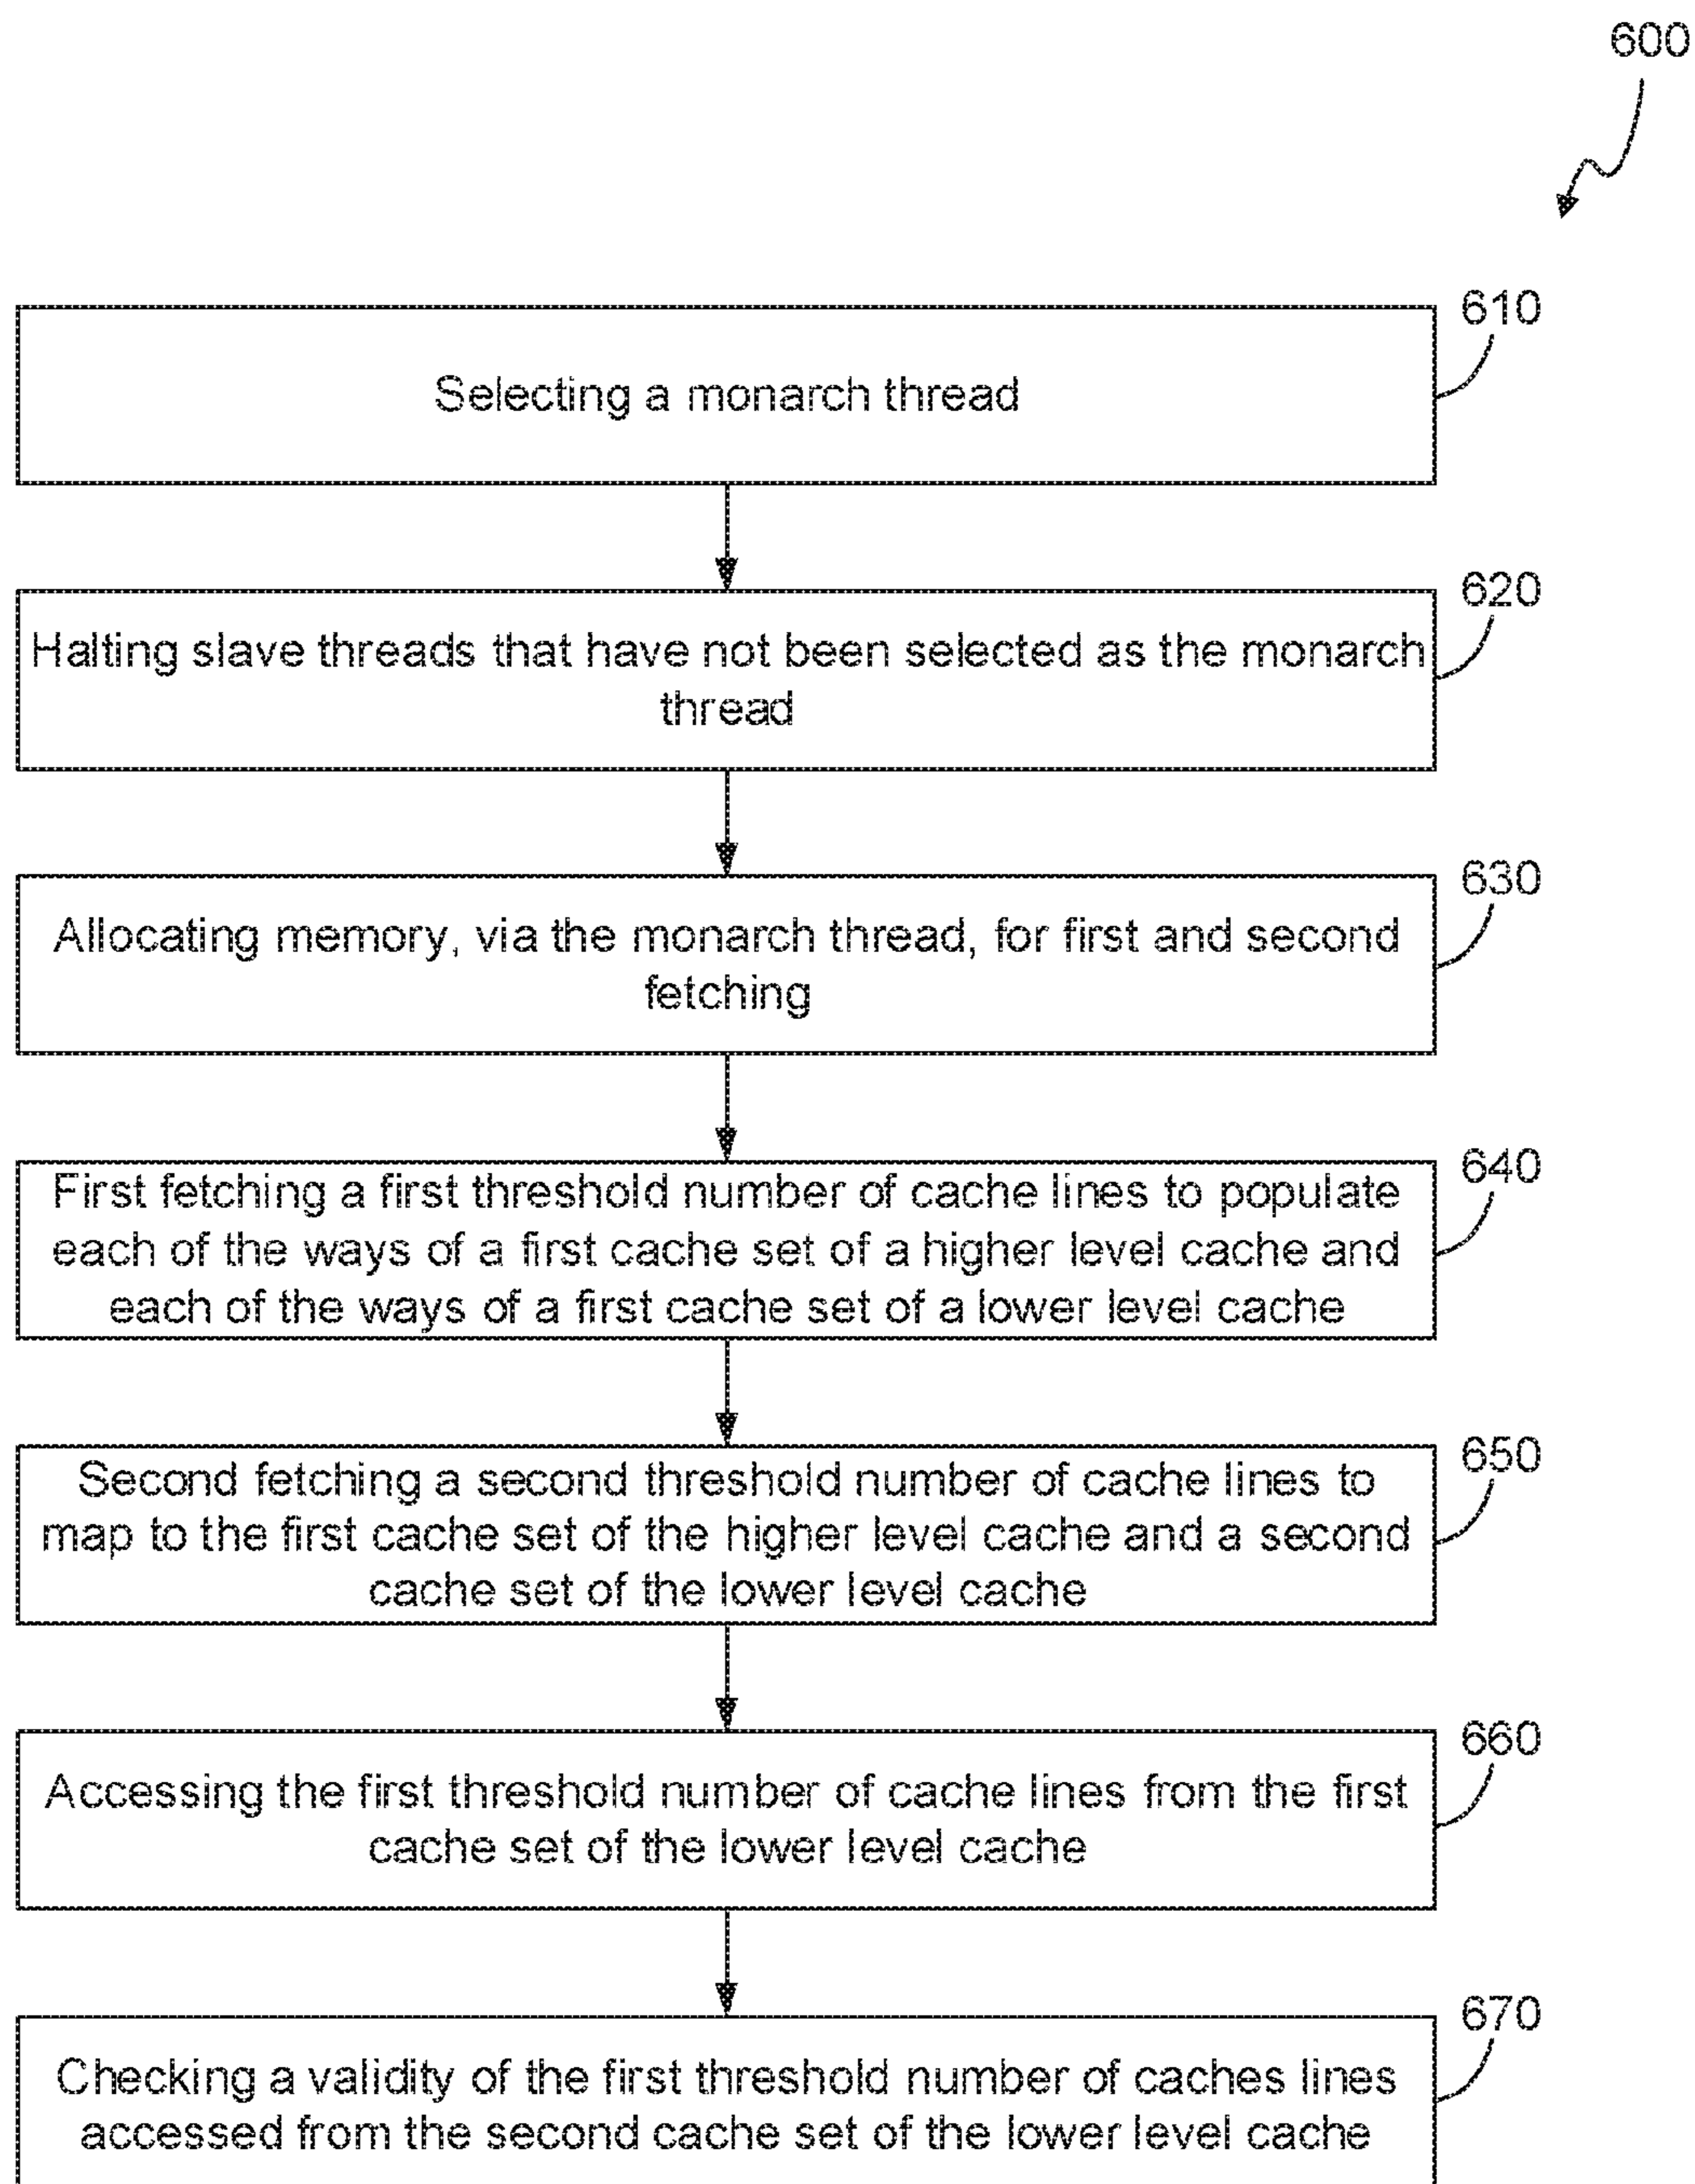 600
610
Selecting a monarch thread
620
Halting slave threads that have not been selected as the monarch
thread
630
Allocating memory, via the monarch thread, for first and second
fetching
640
First fetching a first threshold number of cache lines to populate
each of the ways of a first cache set of a higher level cache and
each of the ways of a first cache set of a lower level cache
650
Second fetching a second threshold number of cache lines to
map to the first cache set of the higher level cache and a second
cache set of the lower level cache
660
Accessing the first threshold number of cache lines from the first
cache set of the lower level cache
670
Checking a validity of the first threshold number of caches lines
accessed from the second cache set of the lower level cache